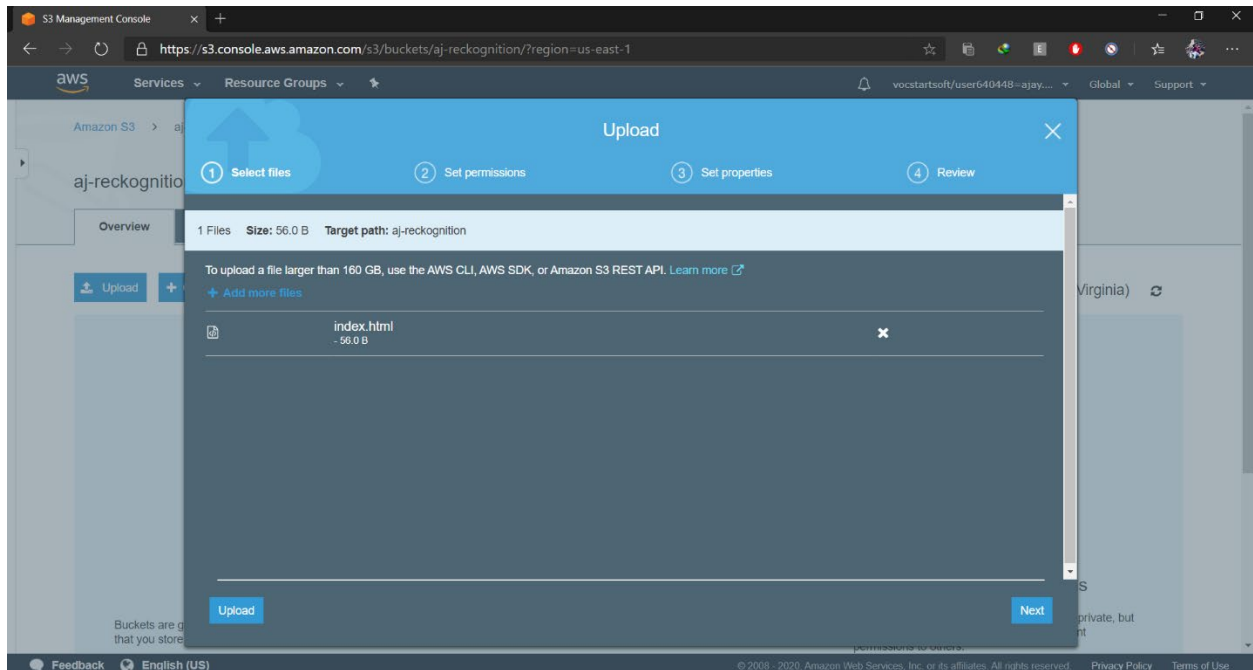 S3 Management Console
https://s3.console.aws.amazon.com/s3/buckets/aj-reckognition/?region=us-east-1
aws Services Resource Groups vocstartsoft/user640448=ajay.... Global Support
Amazon S3 > aj
Upload
1 Select files 2 Set permissions 3 Set properties 4 Review
aj-reckognitio
Overview
1 Files Size: 56.0 B Target path: aj-reckognition
To upload a file larger than 160 GB, use the AWS CLI, AWS SDK, or Amazon S3 REST API. Learn more
Upload
+ Add more files
Virginia)
index.html
- 56.0 B
Upload Next
s
Buckets are g
that you store
private, but
nt
permissions to others.
Feedback English (US) © 2008 - 2020, Amazon Web Services, Inc. or its affiliates. All rights reserved. Privacy Policy Terms of Use